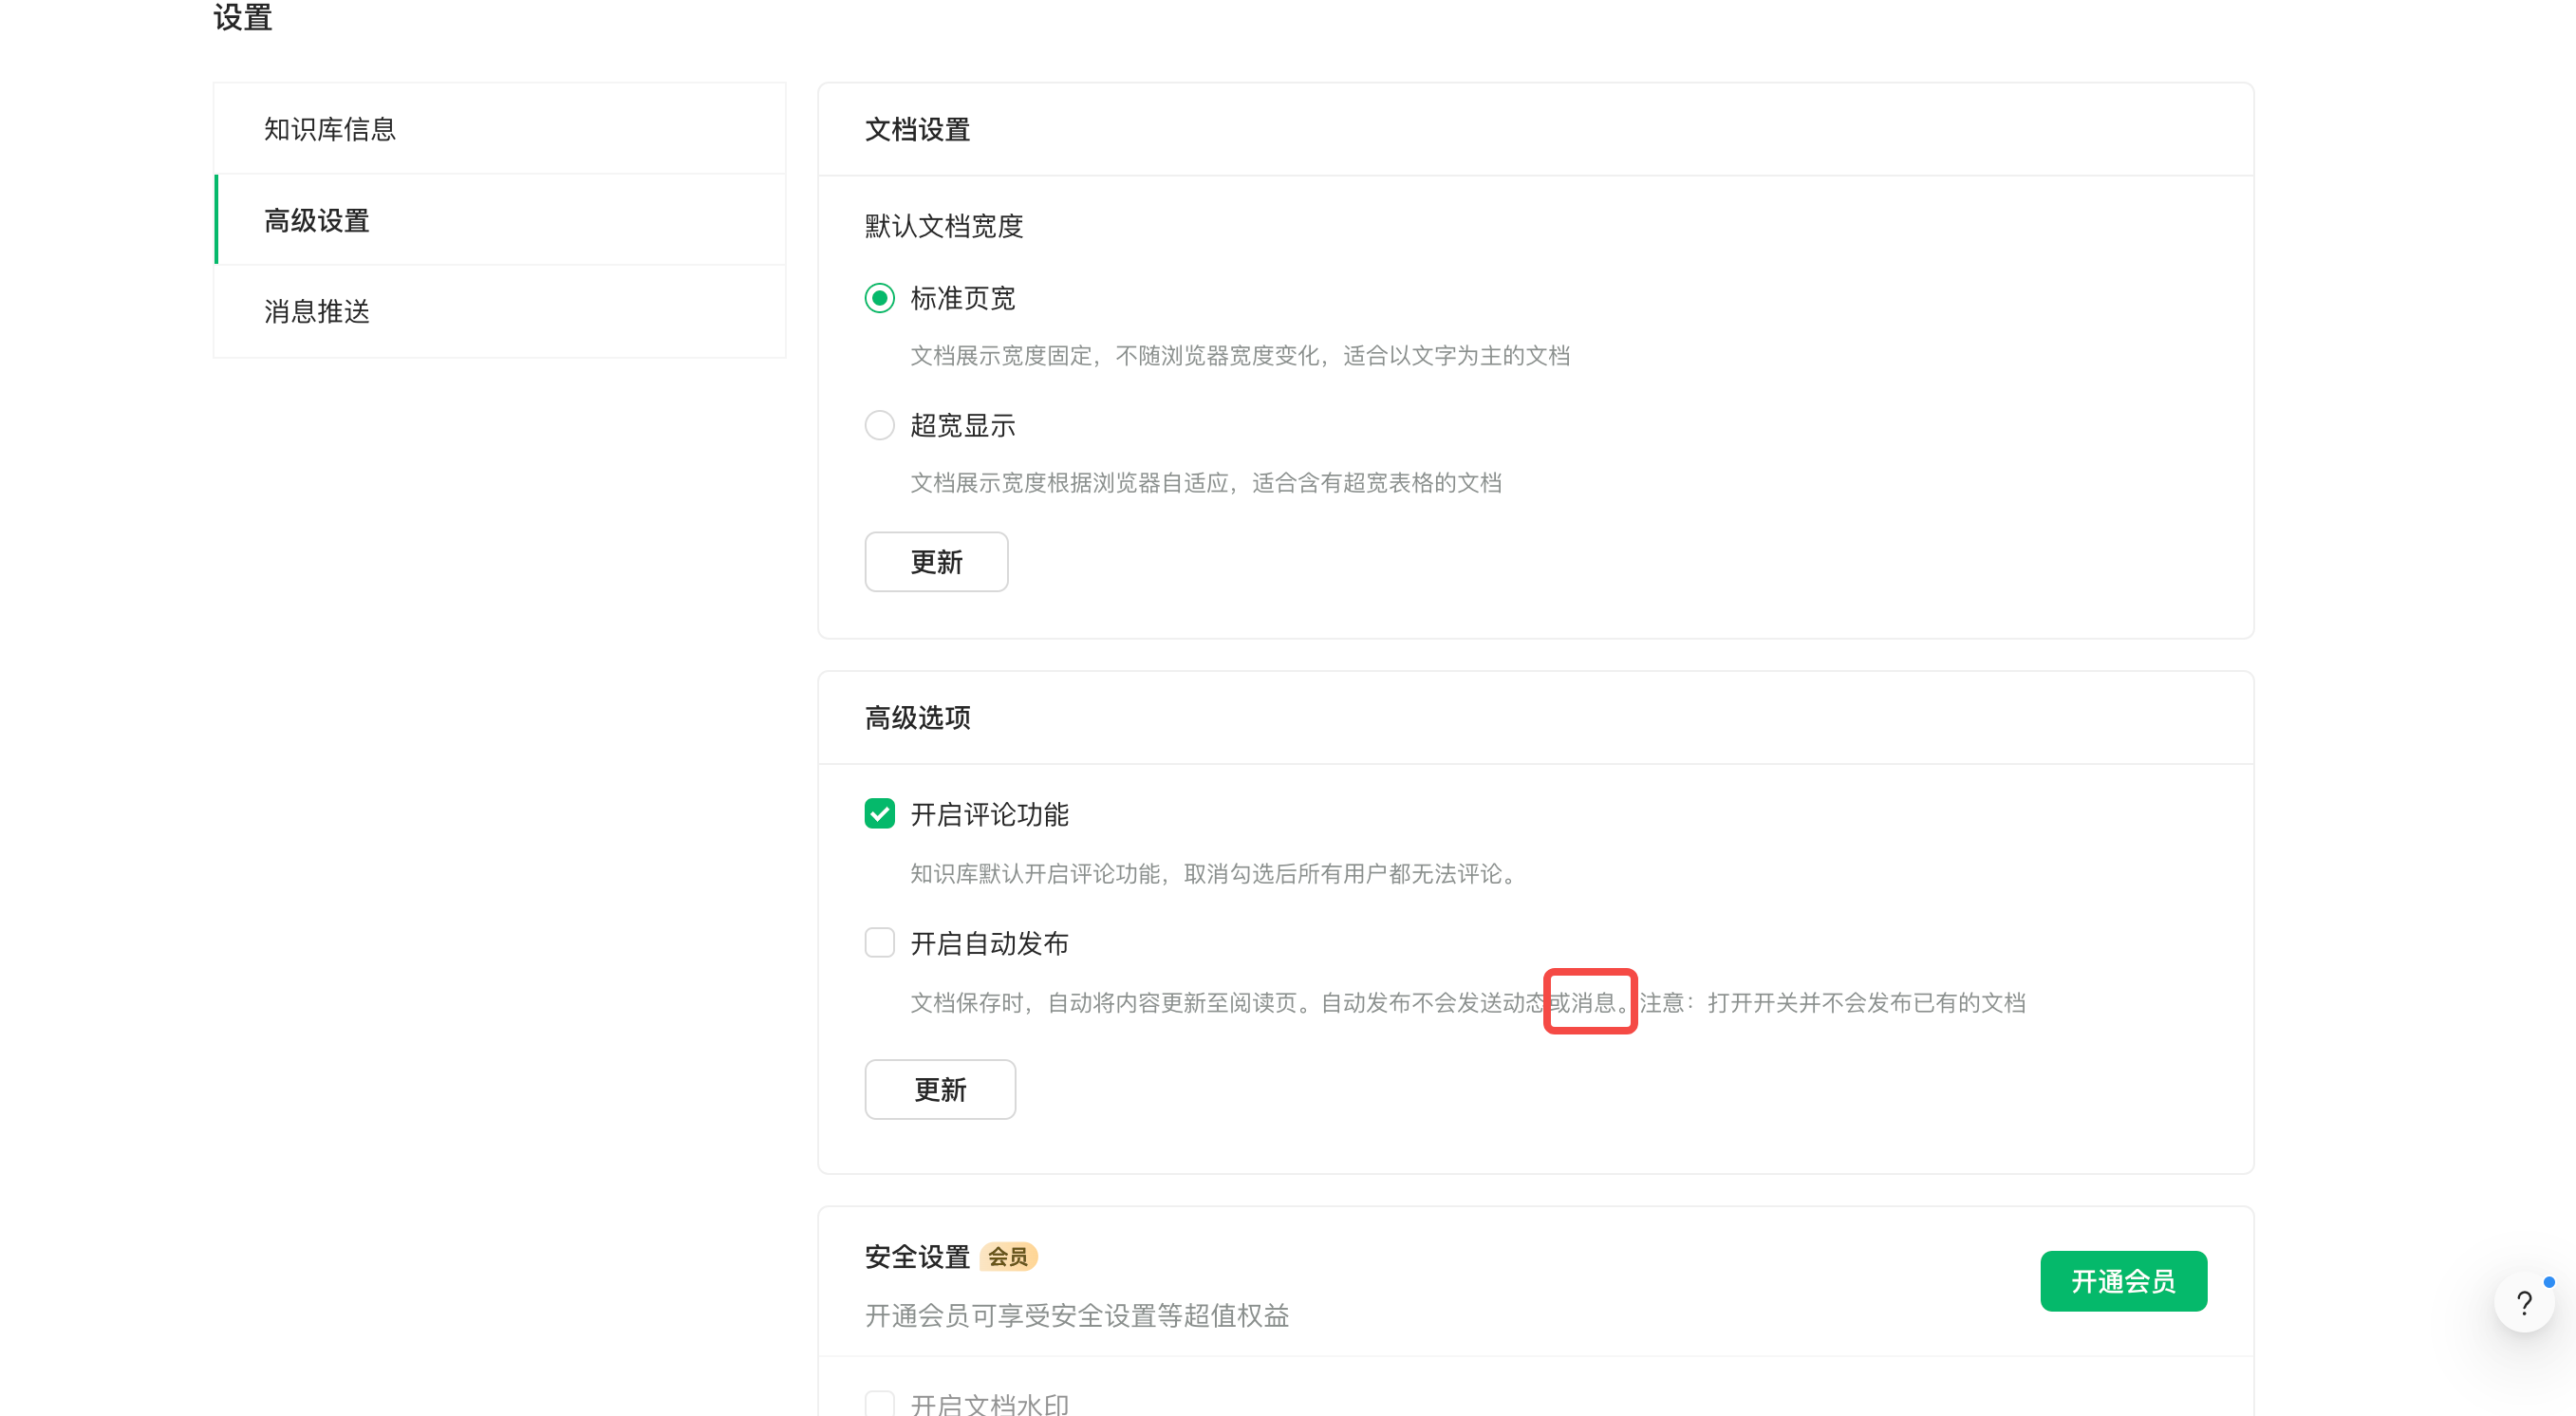 设置
知识库信息
高级设置
消息推送
文档设置
默认文档宽度
标准页宽
文档展示宽度固定，不随浏览器宽度变化，适合以文字为主的文档
超宽显示
文档展示宽度根据浏览器自适应，适合含有超宽表格的文档
更新
高级选项
开启评论功能
知识库默认开启评论功能，取消勾选后所有用户都无法评论。
开启自动发布
文档保存时，自动将内容更新至阅读页。自动发布不会发送动态或消息。注意：打开开关并不会发布已有的文档
更新
安全设置 会员
开通会员可享受安全设置等超值权益
开通会员
?
开启文档水印